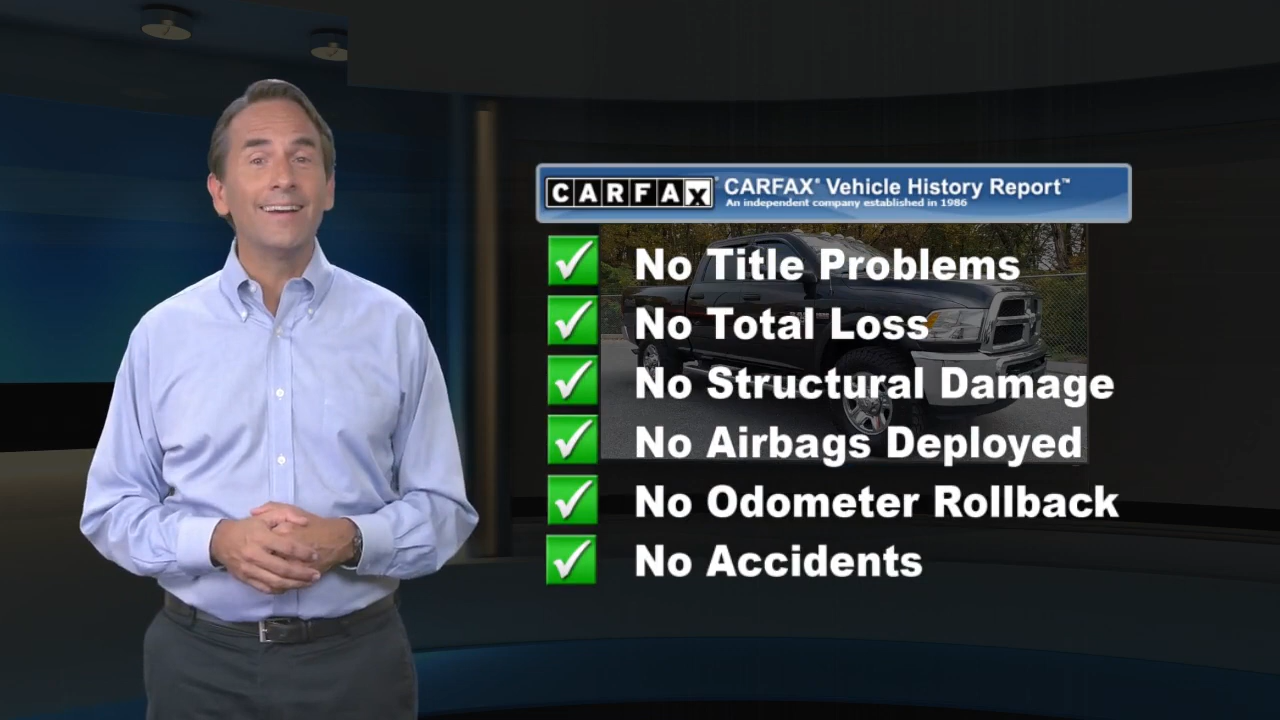 CARFAX
CARFAX® Vehicle History Report™
An independent company established in 1986
No Title Problems
No Total Loss
No Structural Damage
No Airbags Deployed
No Odometer Rollback
No Accidents